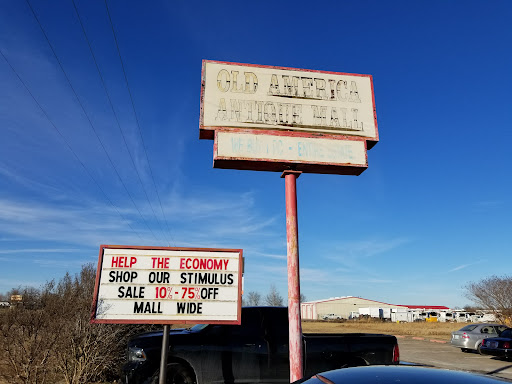 OLD AMERICA
ANTIQUE MALL
HELP THE ECONOMY
SHOP OUR STIMULUS
SALE 10%-75% OFF
MALL WIDE